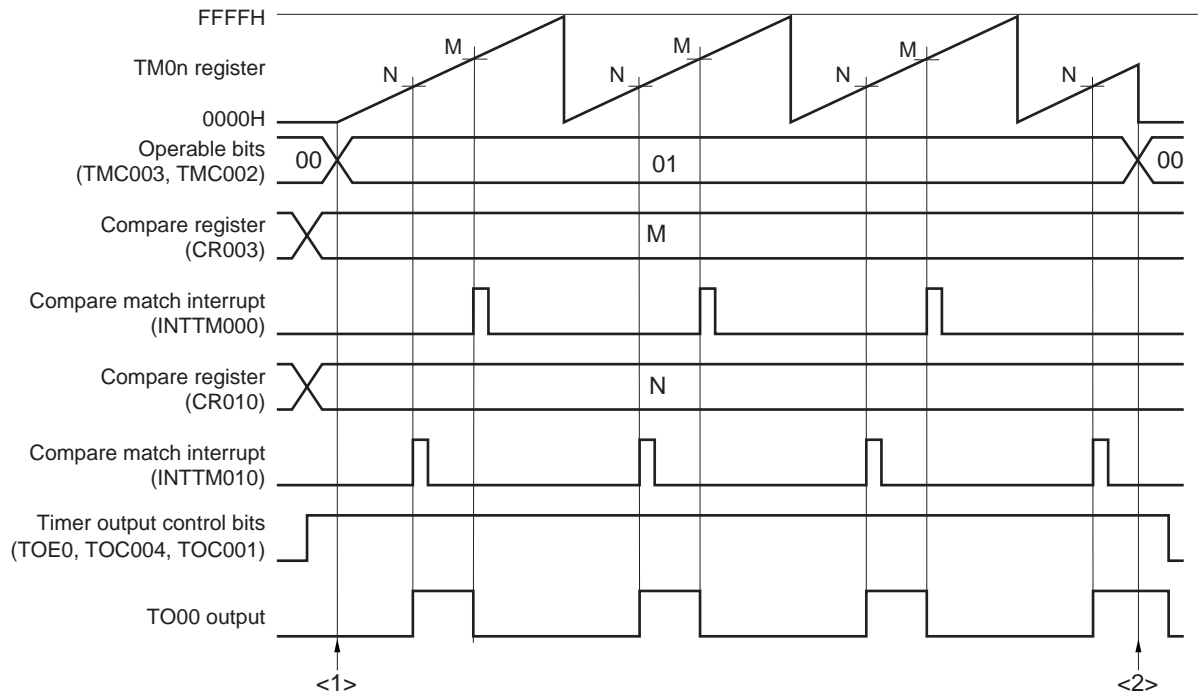 FFFFH
TM0n register
0000H
N
M
N
M
N
M
N
Operable bits
(TMC003, TMC002)
00
01
00
Compare register
(CR003)
M
Compare match interrupt
(INTTM000)
Compare register
(CR010)
N
Compare match interrupt
(INTTM010)
Timer output control bits
(TOE0, TOC004, TOC001)
TO00 output
<1>
<2>